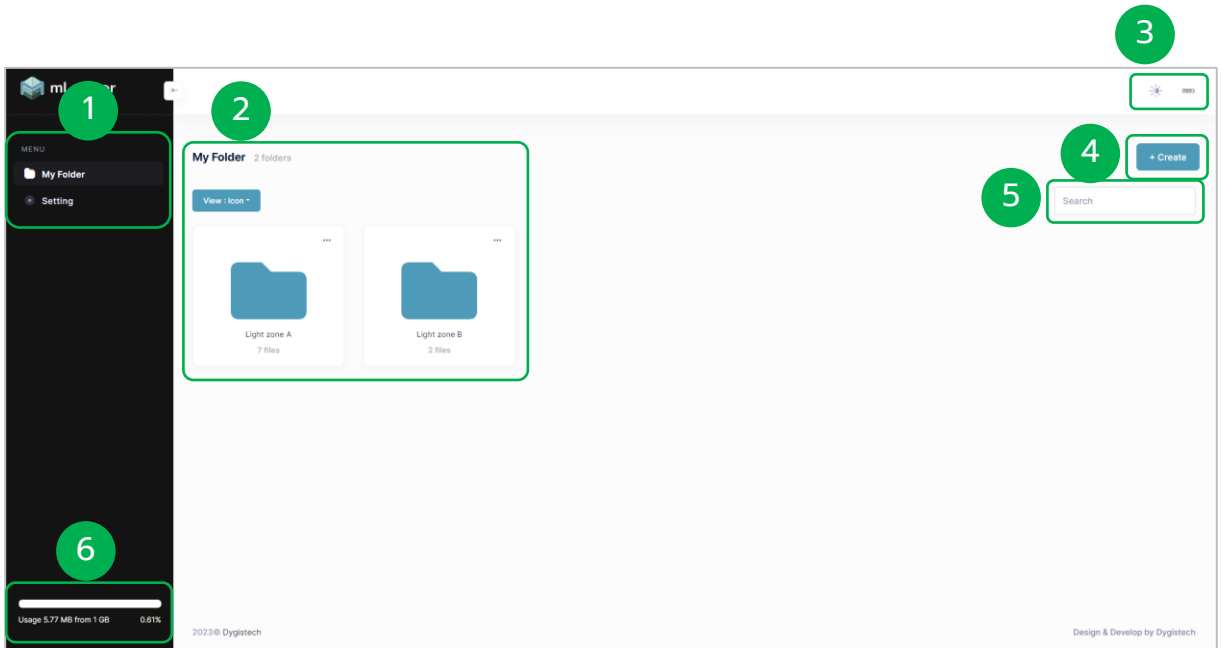 3
1
2
MENU
My Folder
Setting
My Folder 2 folders
4
+ Create
5
Search
View : Icon
Light zone A
7 files
Light zone B
2 files
6
Usage 5.77 MB from 1 GB 0.61%
2023© Dygistech
Design & Develop by Dygistech